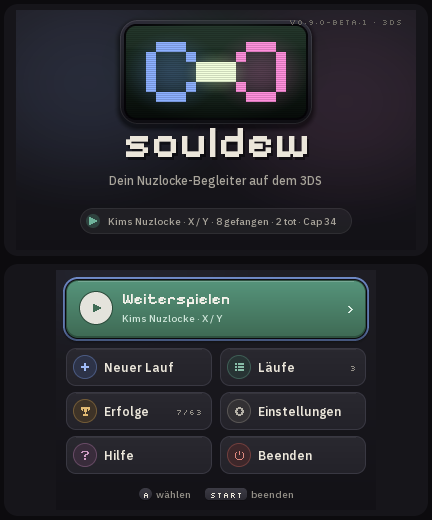 V0.9.0-BETA.1 · 3DS
souldew
Dein Nuzlocke-Begleiter auf dem 3DS
Kims Nuzlocke · X / Y · 8 gefangen · 2 tot · Cap 34
Weiterspielen
Kims Nuzlocke · X / Y
Neuer Lauf
Läufe 3
Erfolge 7/63
Einstellungen
Hilfe
Beenden
A wählen START beenden